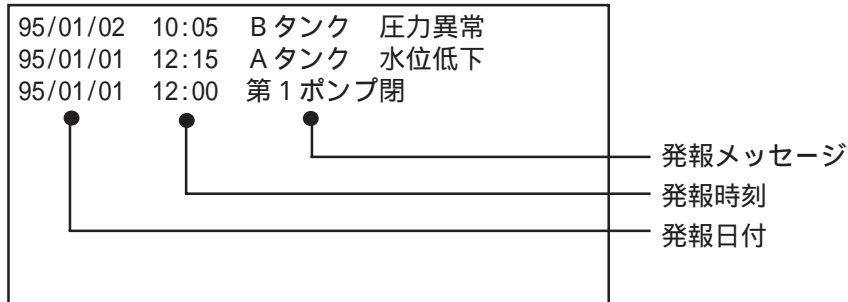 95/01/02 10:05 Bタンク 圧力異常
95/01/01 12:15 Aタンク 水位低下
95/01/01 12:00 第1ポンプ閉
発報メッセージ
発報時刻
発報日付